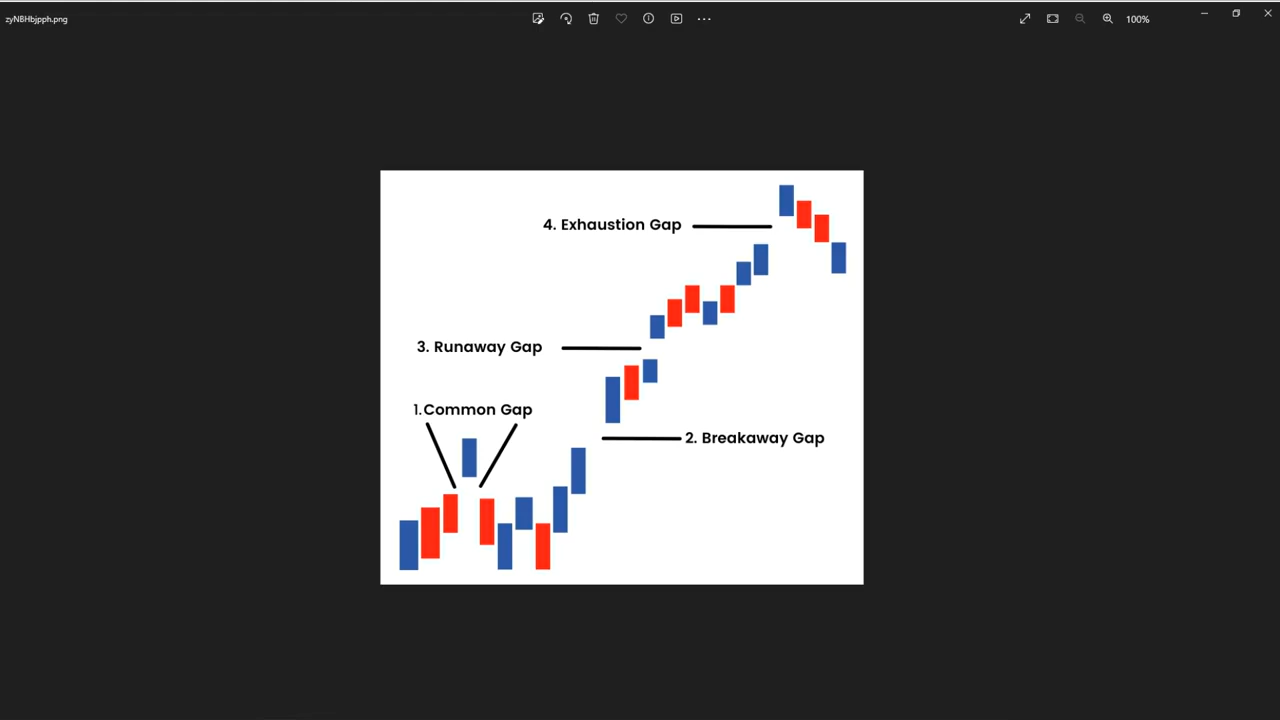 zyNBHbjpph.png
100%
4. Exhaustion Gap
3. Runaway Gap
1.Common Gap
2. Breakaway Gap